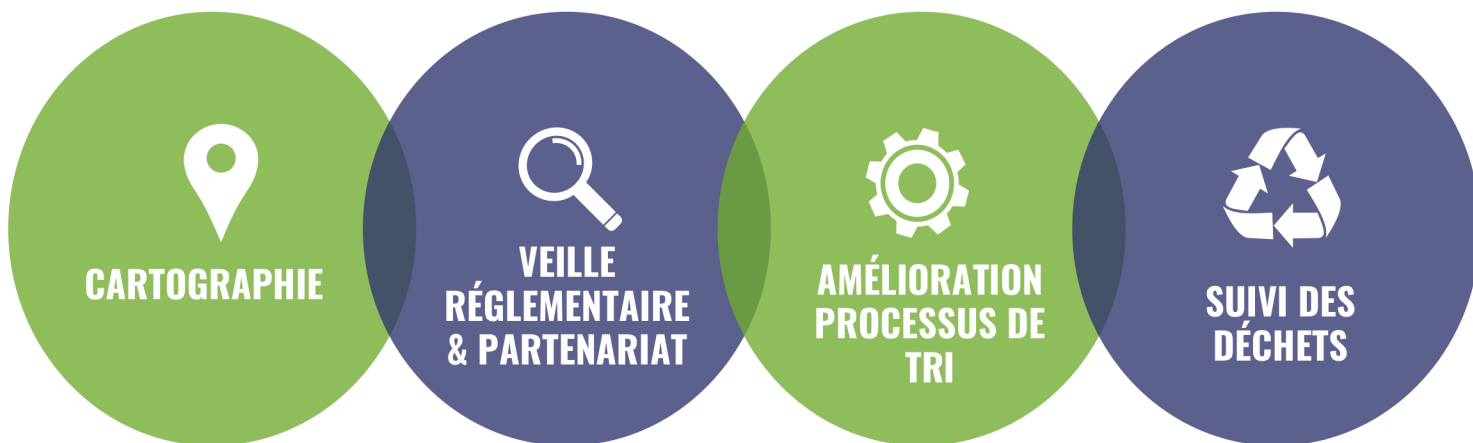 CARTOGRAPHIE
VEILLE
RÉGLEMENTAIRE
& PARTENARIAT
AMÉLIORATION
PROCESSUS DE
TRI
SUIVI DES
DÉCHETS